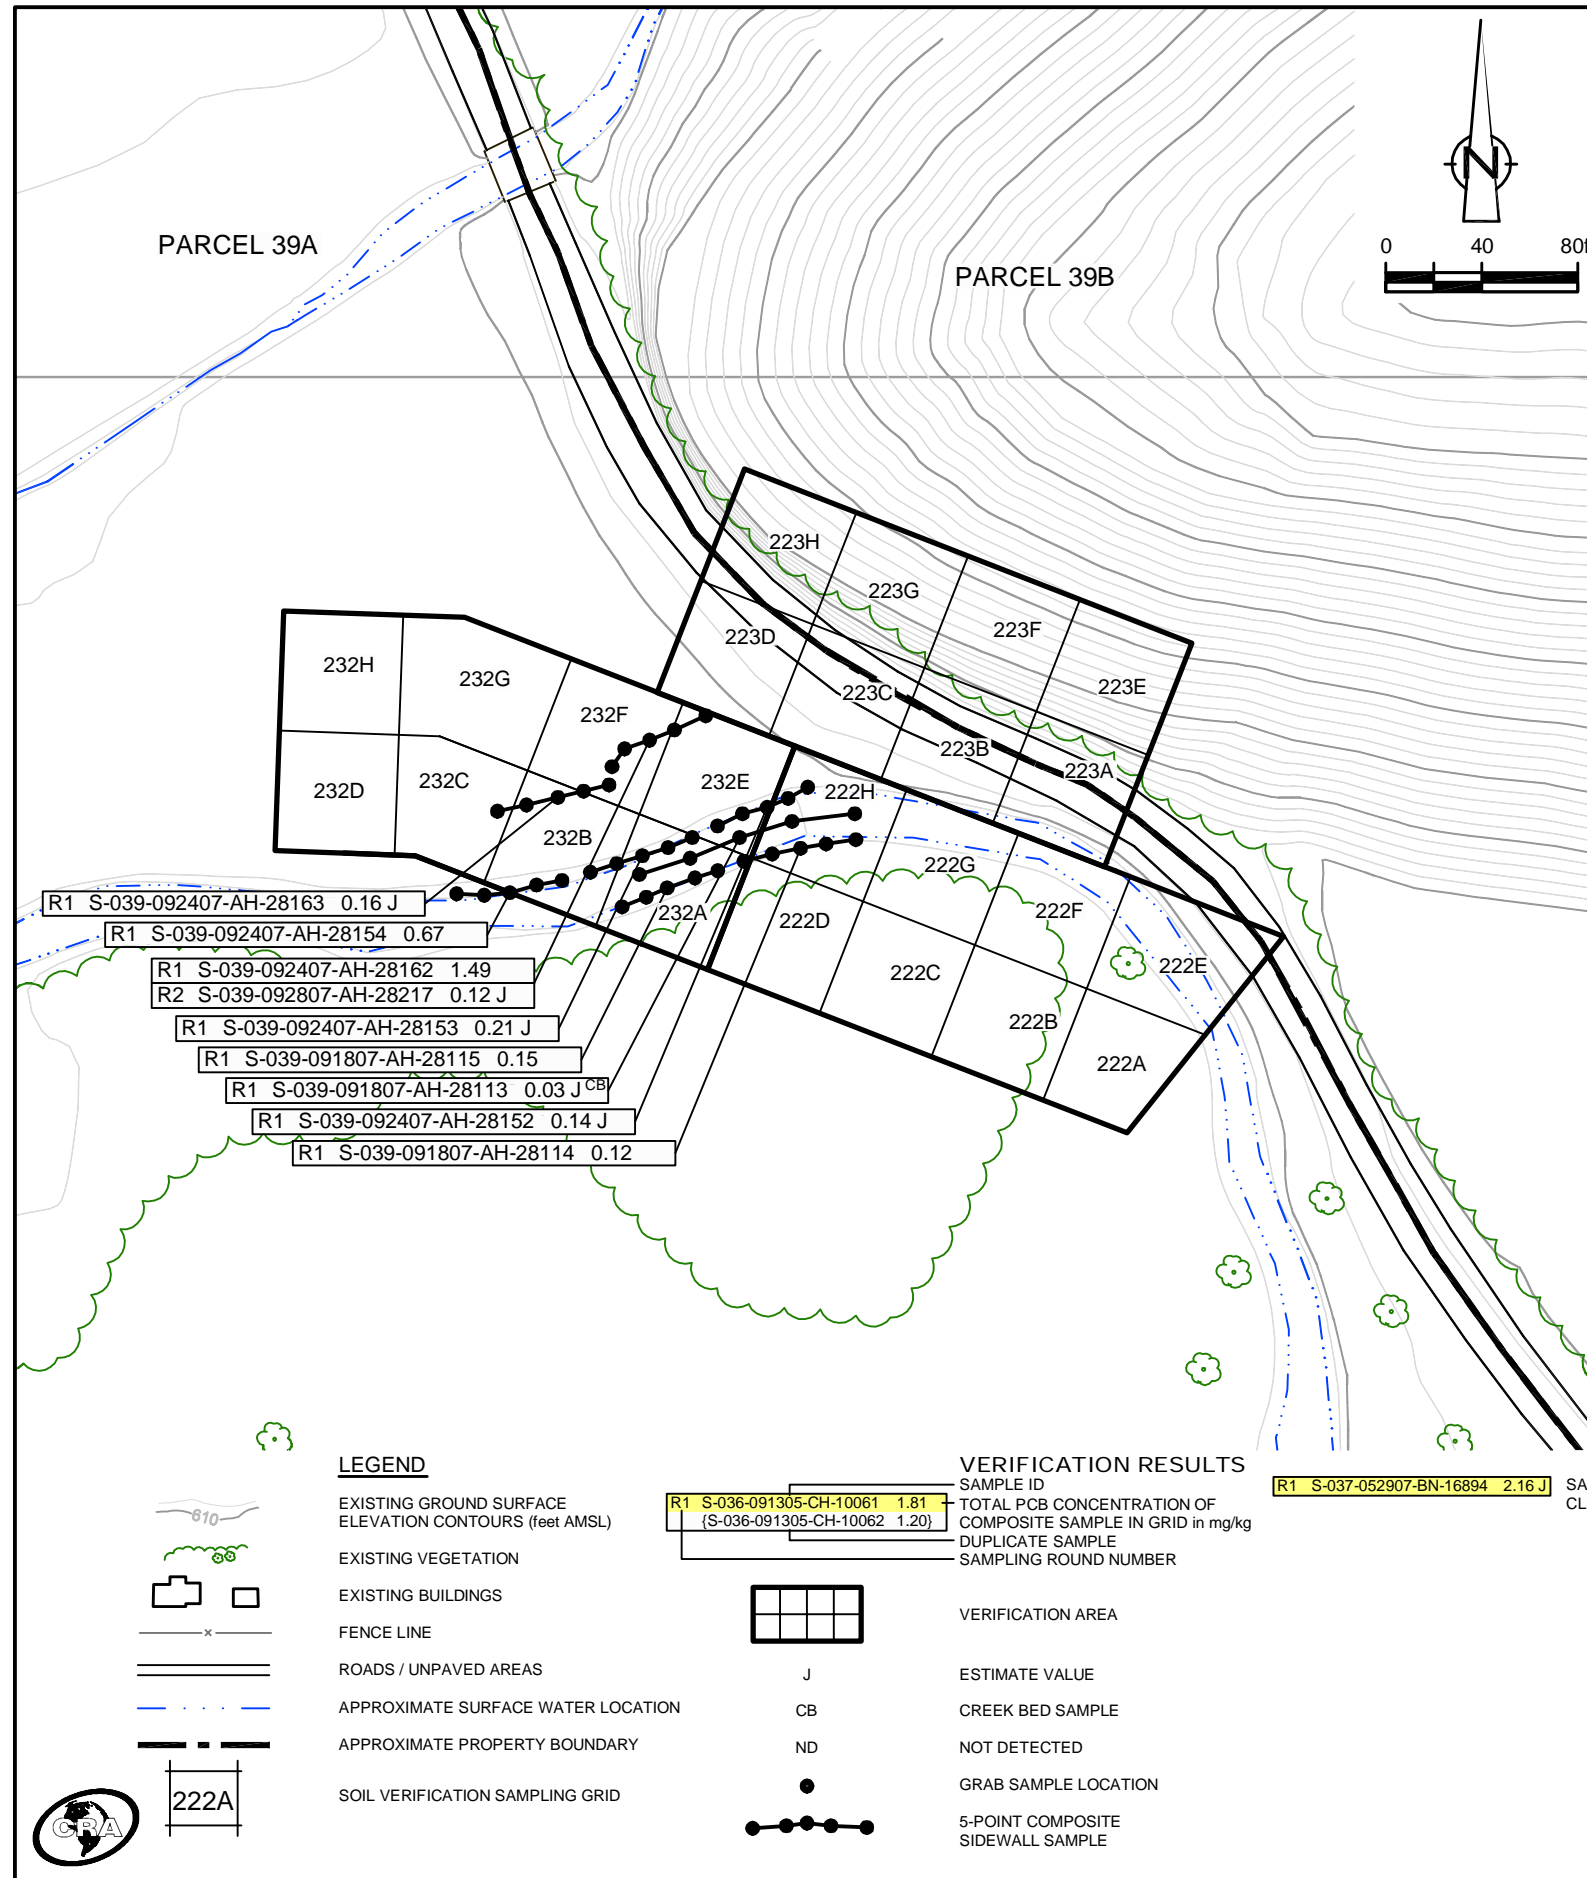 N
0 40 80f
PARCEL 39A
PARCEL 39B
223H
223G
223F
223E
223D
223C
223B
223A
232H
232G
232F
232E
232D
232C
232B
232A
222H
222G
222F
222E
222D
222C
222B
222A
R1 S-039-092407-AH-28163 0.16 J
R1 S-039-092407-AH-28154 0.67
R1 S-039-092407-AH-28162 1.49
R2 S-039-092807-AH-28217 0.12 J
R1 S-039-092407-AH-28153 0.21 J
R1 S-039-091807-AH-28115 0.15
R1 S-039-091807-AH-28113 0.03 J CB
R1 S-039-092407-AH-28152 0.14 J
R1 S-039-091807-AH-28114 0.12
LEGEND
610
EXISTING GROUND SURFACE
ELEVATION CONTOURS (feet AMSL)
EXISTING VEGETATION
EXISTING BUILDINGS
x
FENCE LINE
ROADS / UNPAVED AREAS
APPROXIMATE SURFACE WATER LOCATION
APPROXIMATE PROPERTY BOUNDARY
222A
SOIL VERIFICATION SAMPLING GRID
CRA
VERIFICATION RESULTS
R1 S-036-091305-CH-10061 1.81
{S-036-091305-CH-10062 1.20}
SAMPLE ID
TOTAL PCB CONCENTRATION OF
COMPOSITE SAMPLE IN GRID in mg/kg
DUPLICATE SAMPLE
SAMPLING ROUND NUMBER
R1 S-037-052907-BN-16894 2.16 J
SA
CL
VERIFICATION AREA
J ESTIMATE VALUE
CB CREEK BED SAMPLE
ND NOT DETECTED
GRAB SAMPLE LOCATION
5-POINT COMPOSITE
SIDEWALL SAMPLE